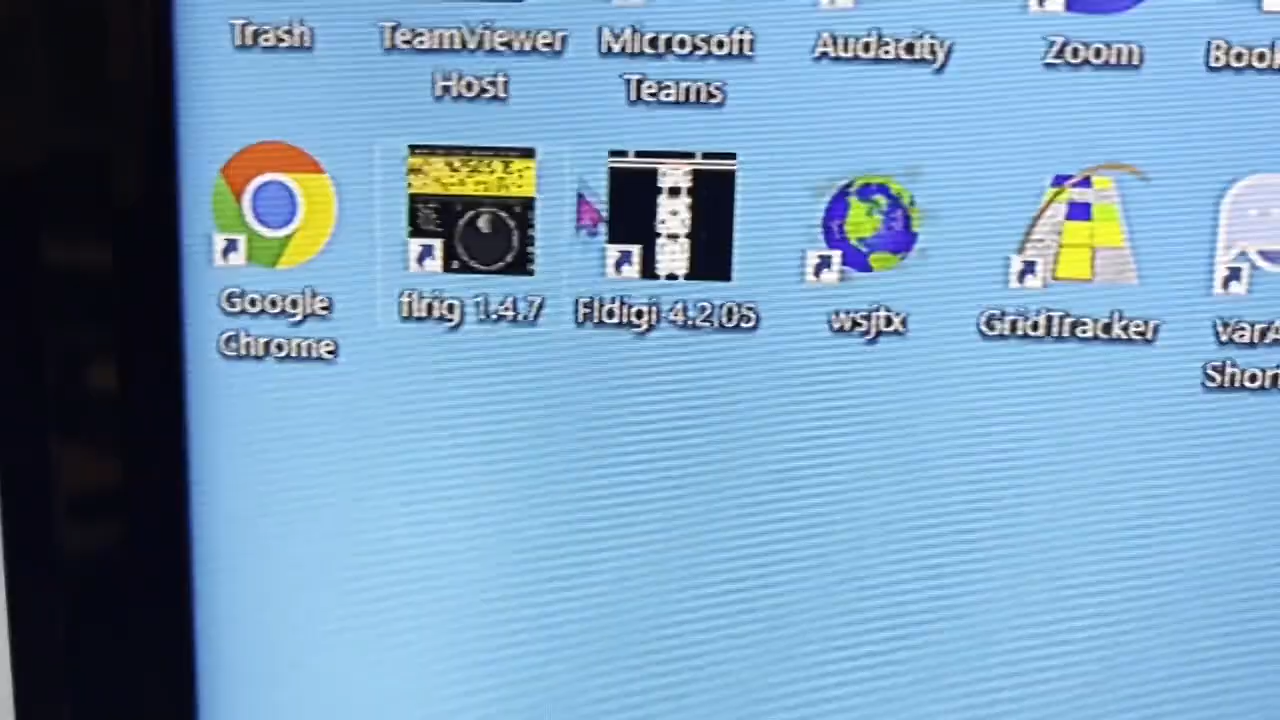 Trash TeamViewer Microsoft Audacity Zoom
Host Teams
Google flrig 1.4.7 Fldigi 4.2.05 wsjtx GridTracker
Chrome